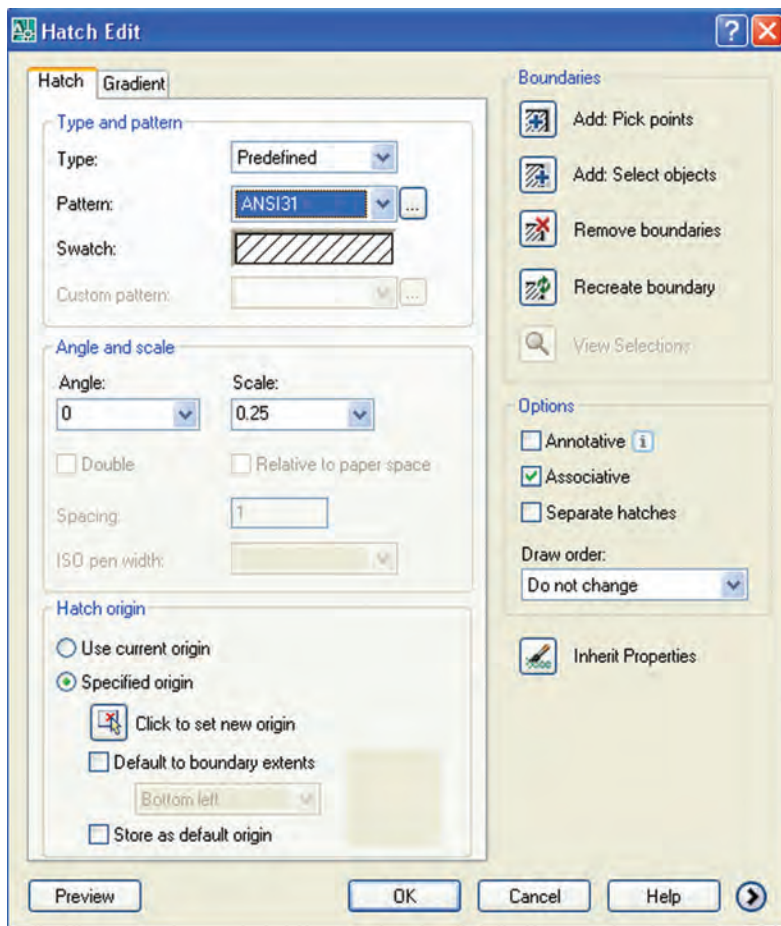 Hatch Edit
Hatch Gradient
Type and pattern
Type: Predefined
Pattern: ANSI31 ...
Swatch:
Custom pattern: ...
Angle and scale
Angle: Scale:
0 0.25
Double Relative to paper space
Spacing: 1
ISO pen width:
Hatch origin
Use current origin
Specified origin
Click to set new origin
Default to boundary extents
Bottom left
Store as default origin
Boundaries
Add: Pick points
Add: Select objects
Remove boundaries
Recreate boundary
View Selections
Options
Annotative i
Associative
Separate hatches
Draw order:
Do not change
Inherit Properties
Preview OK Cancel Help